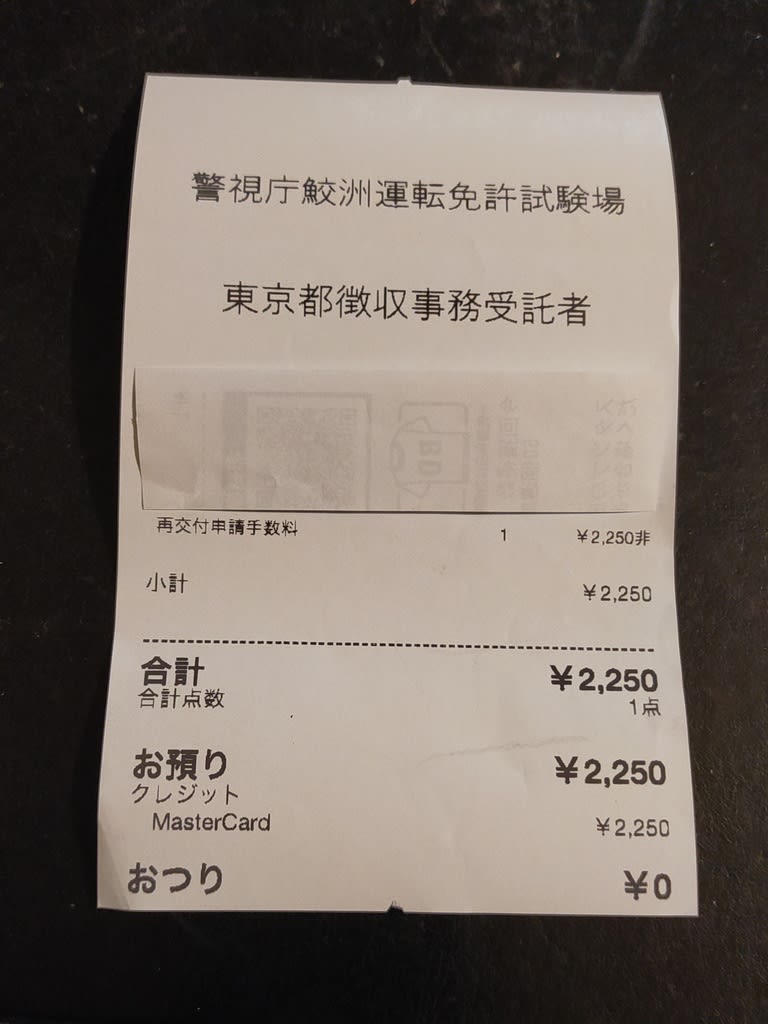 警視庁鮫洲運転免許試験場
東京都徴収事務受託者
再交付申請手数料 1 ¥2,250非
小計 ¥2,250
合計 ¥2,250
合計点数 1点
お預り ¥2,250
クレジット
MasterCard ¥2,250
おつり ¥0